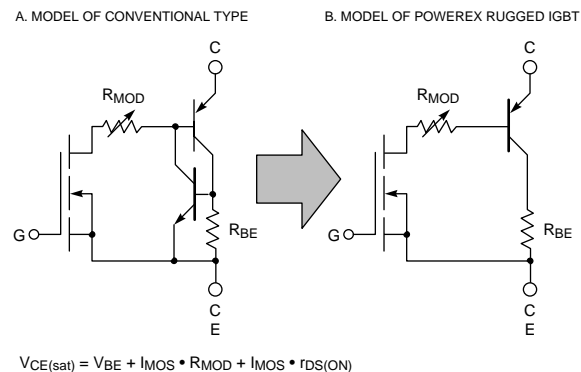 A. MODEL OF CONVENTIONAL TYPE
B. MODEL OF POWEREX RUGGED IGBT
C
RMOD
RBE
G
C
E
C
RMOD
RBE
G
C
E
VCE(sat) = VBE + IMOS • RMOD + IMOS • rDS(ON)